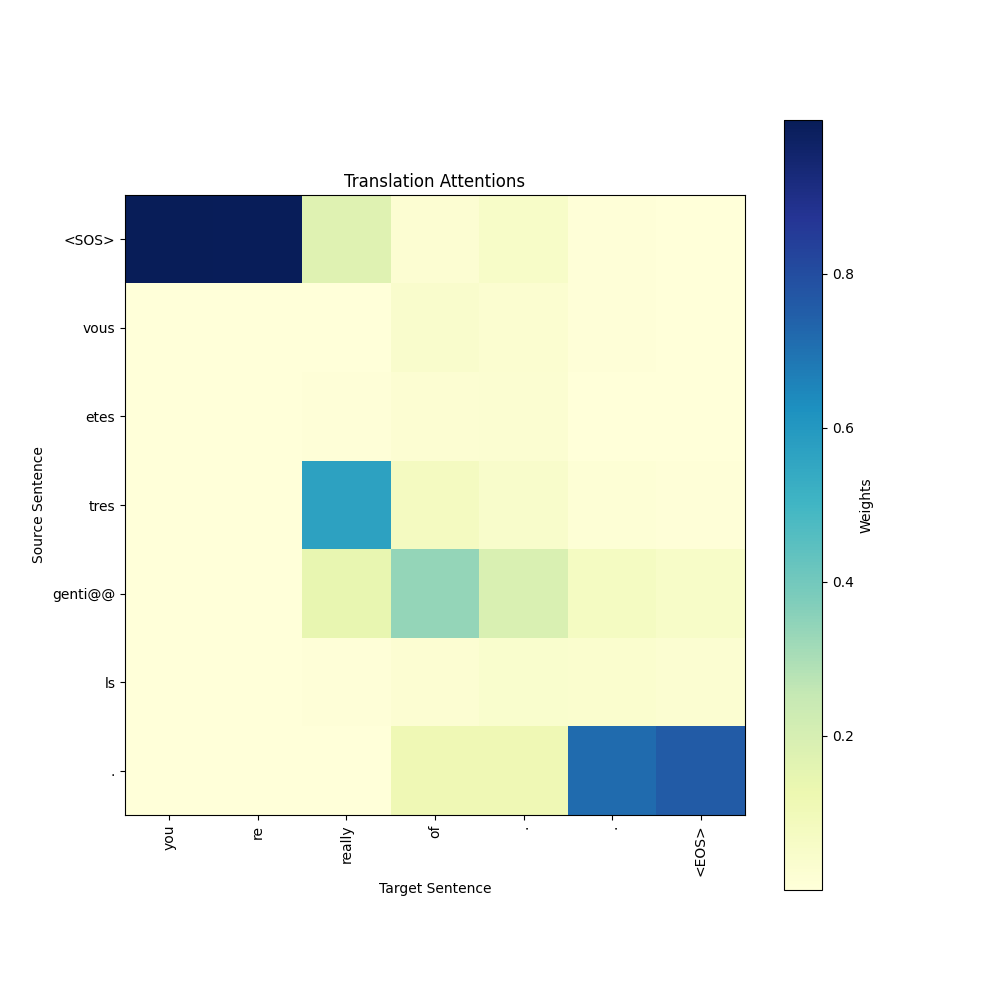 Translation Attentions
<SOS>
vous
etes
tres
genti@@
ls
.
Source Sentence
you
re
really
of
.
.
<EOS>
Target Sentence
0.8
0.6
0.4
0.2
Weights